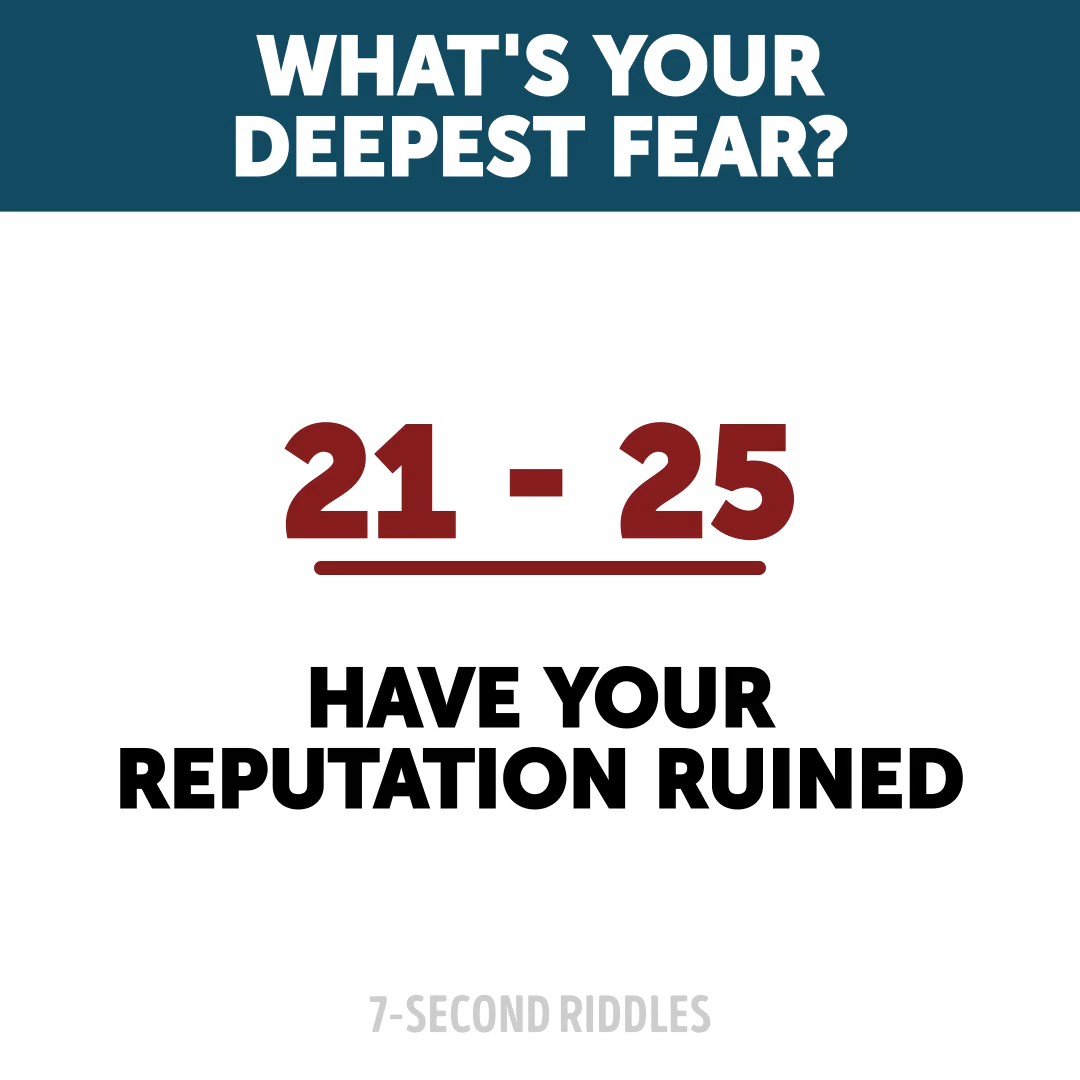 WHAT'S YOUR
DEEPEST FEAR?
21 - 25
HAVE YOUR
REPUTATION RUINED
7-SECOND RIDDLES